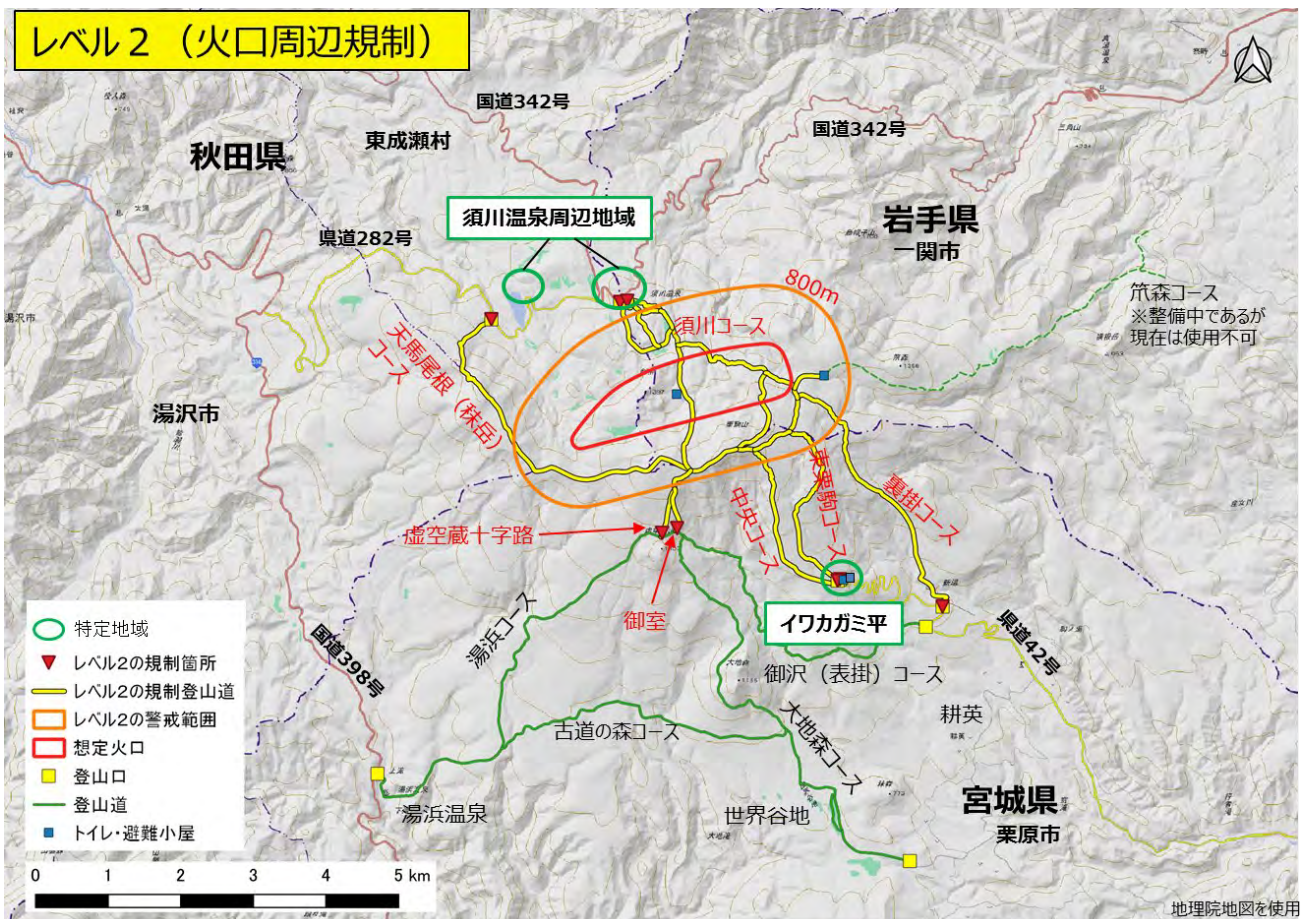 レベル２（火口周辺規制）
国道342号
国道342号
東成瀬村
秋田県
須川温泉周辺地域
岩手県
一関市
県道282号
800m
須川コース
笊森コース
※整備中であるが
現在は使用不可
天馬尾根（秣岳）
コース
湯沢市
湯沢市
東栗駒コース
中央コース
裏掛コース
虚空蔵十字路
御室
イワカガミ平
県道42号
御沢（表掛）コース
湯浜コース
国道398号
耕英
古道の森コース
大地森コース
湯浜温泉
世界谷地
宮城県
栗原市
特定地域
レベル2の規制箇所
レベル2の規制登山道
レベル2の警戒範囲
想定火口
登山口
登山道
トイレ・避難小屋
0 1 2 3 4 5 km
地理院地図を使用